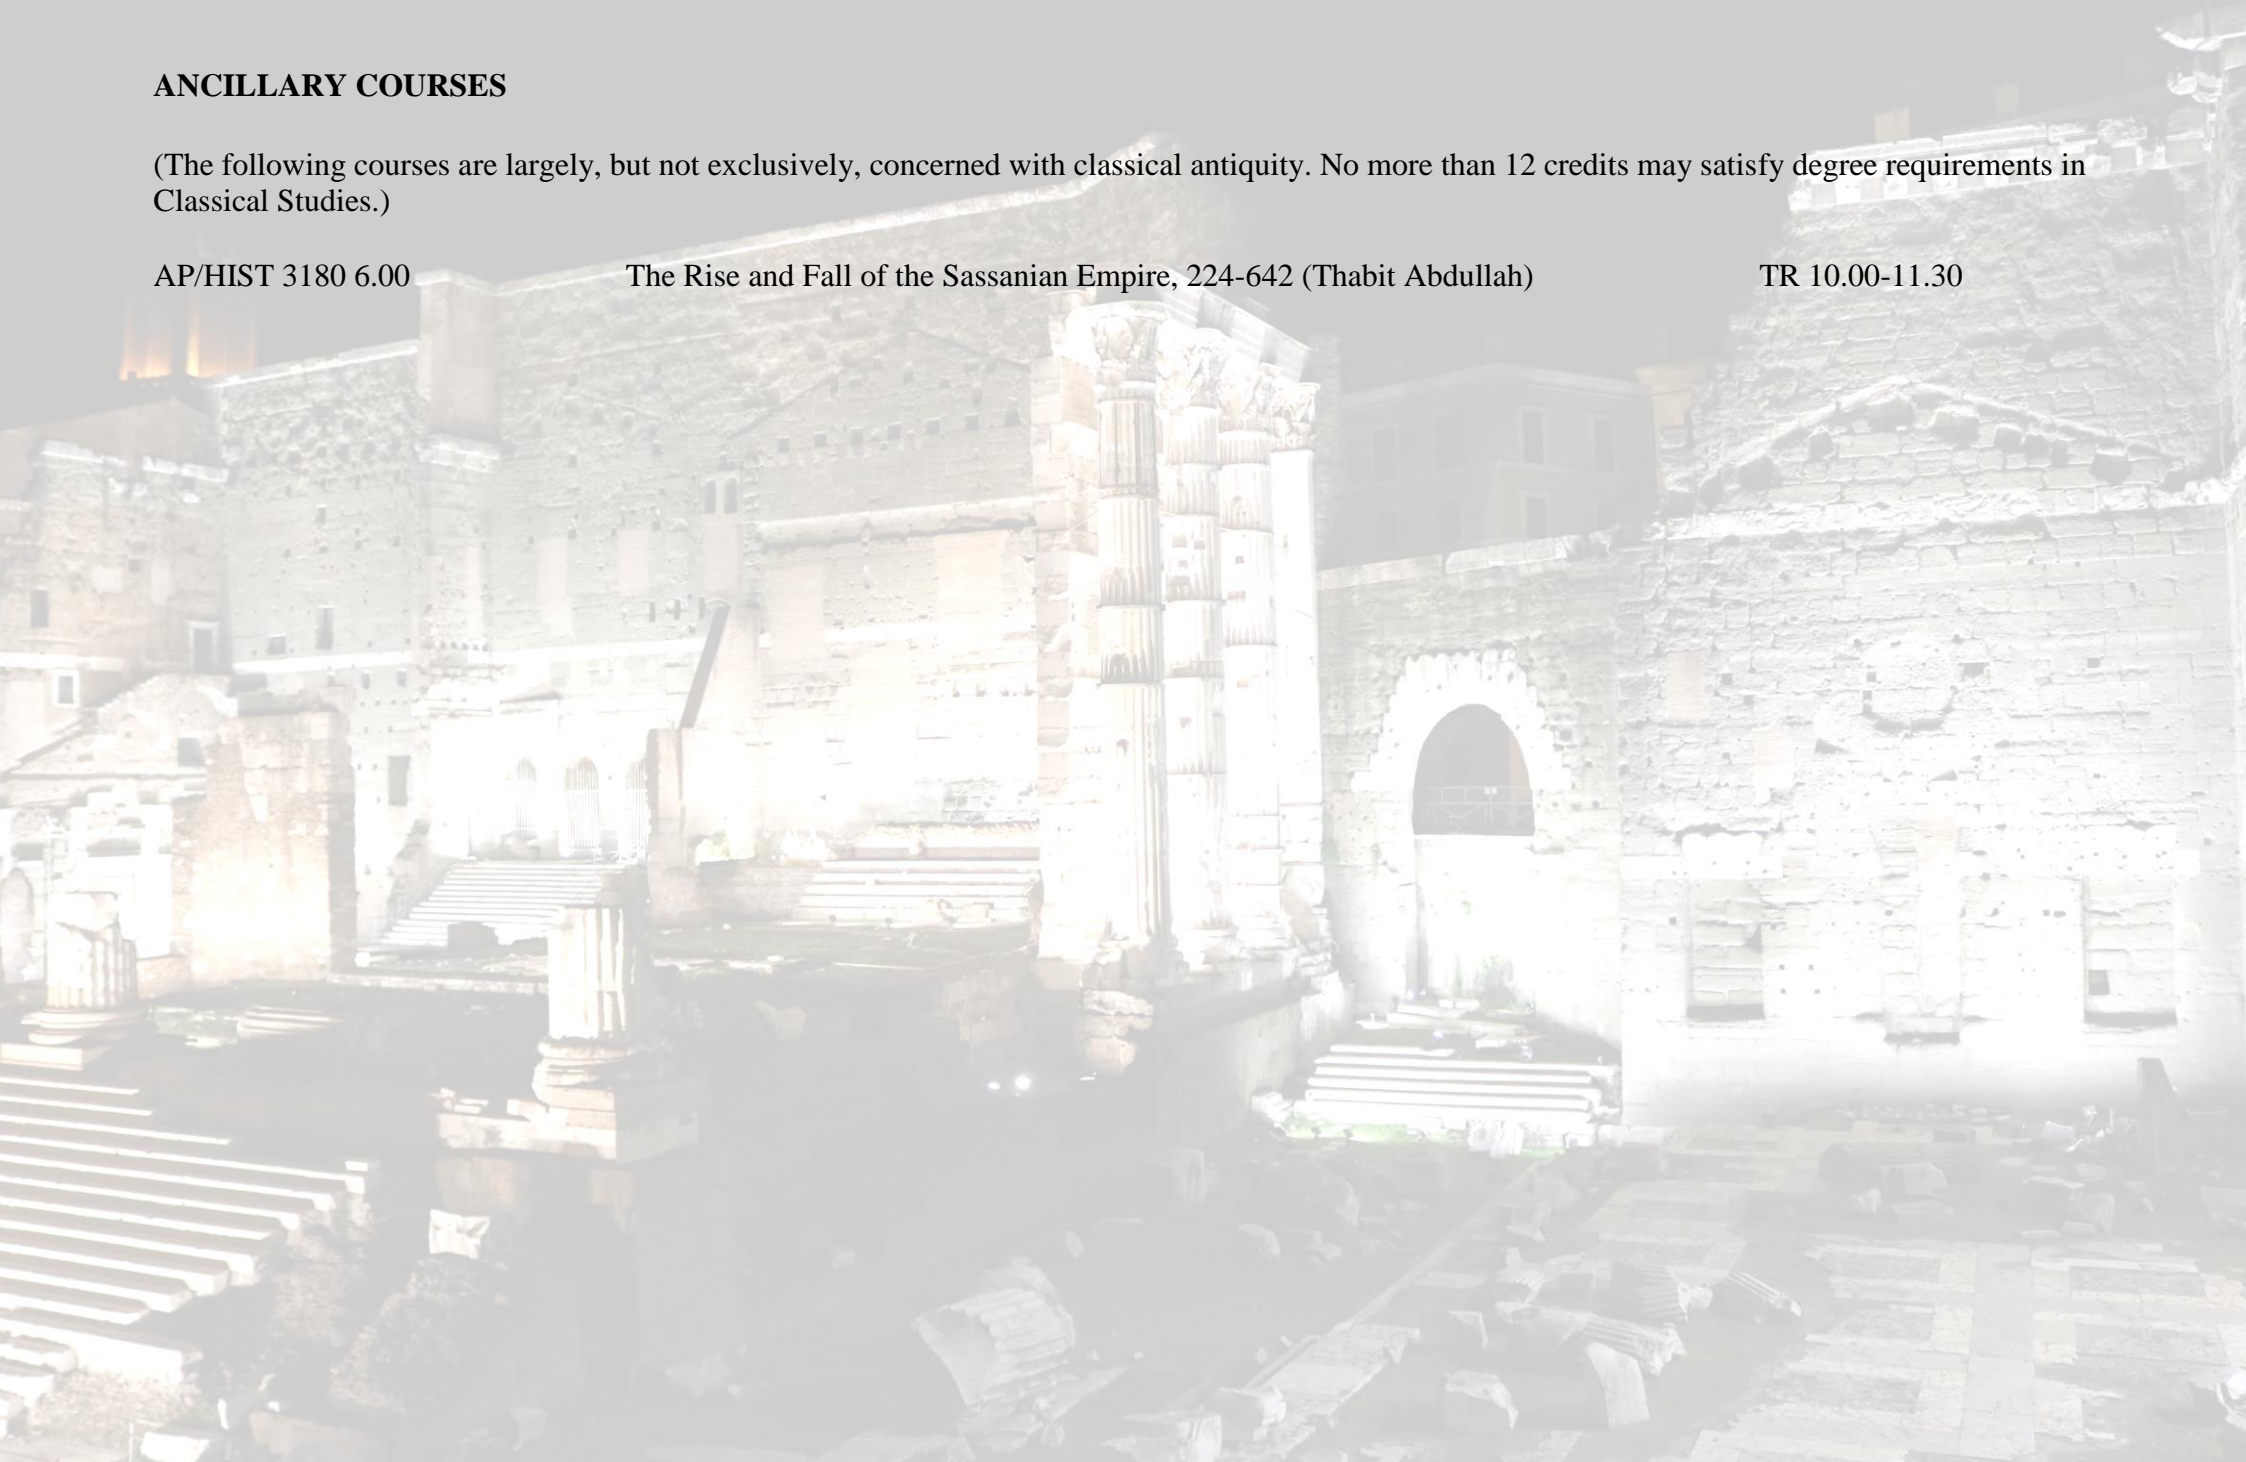 ANCILLARY COURSES
(The following courses are largely, but not exclusively, concerned with classical antiquity. No more than 12 credits may satisfy degree requirements in
Classical Studies.)
AP/HIST 3180 6.00 The Rise and Fall of the Sassanian Empire, 224-642 (Thabit Abdullah) TR 10.00-11.30